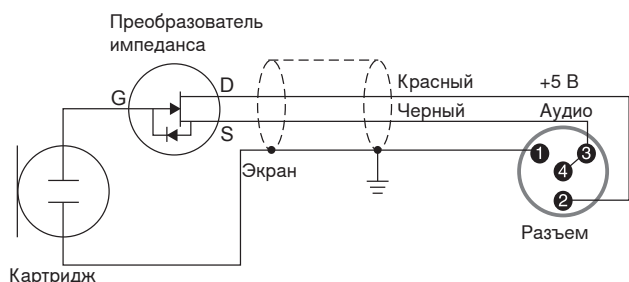 Преобразователь
импеданса
G
D
S
Красный +5 В
Черный Аудио
Экран
1
3
4
2
Разъем
Картридж